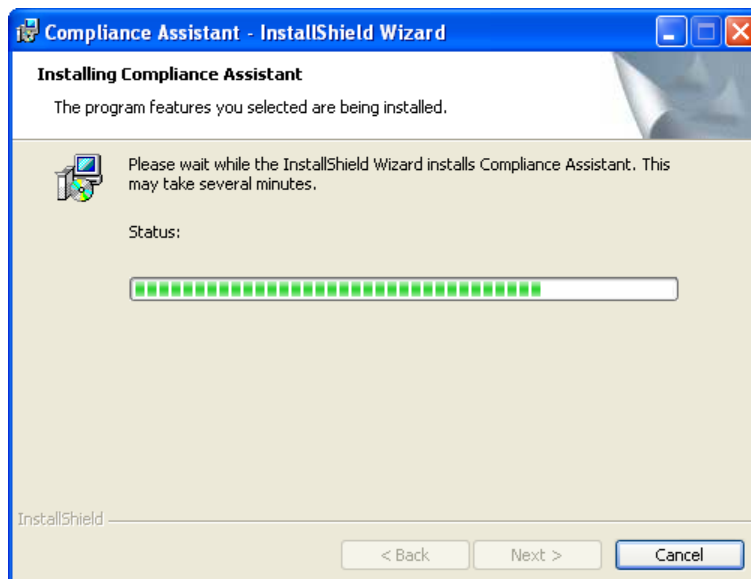 Compliance Assistant - InstallShield Wizard
Installing Compliance Assistant
The program features you selected are being installed.
Please wait while the InstallShield Wizard installs Compliance Assistant. This
may take several minutes.
Status:
InstallShield
< Back
Next >
Cancel